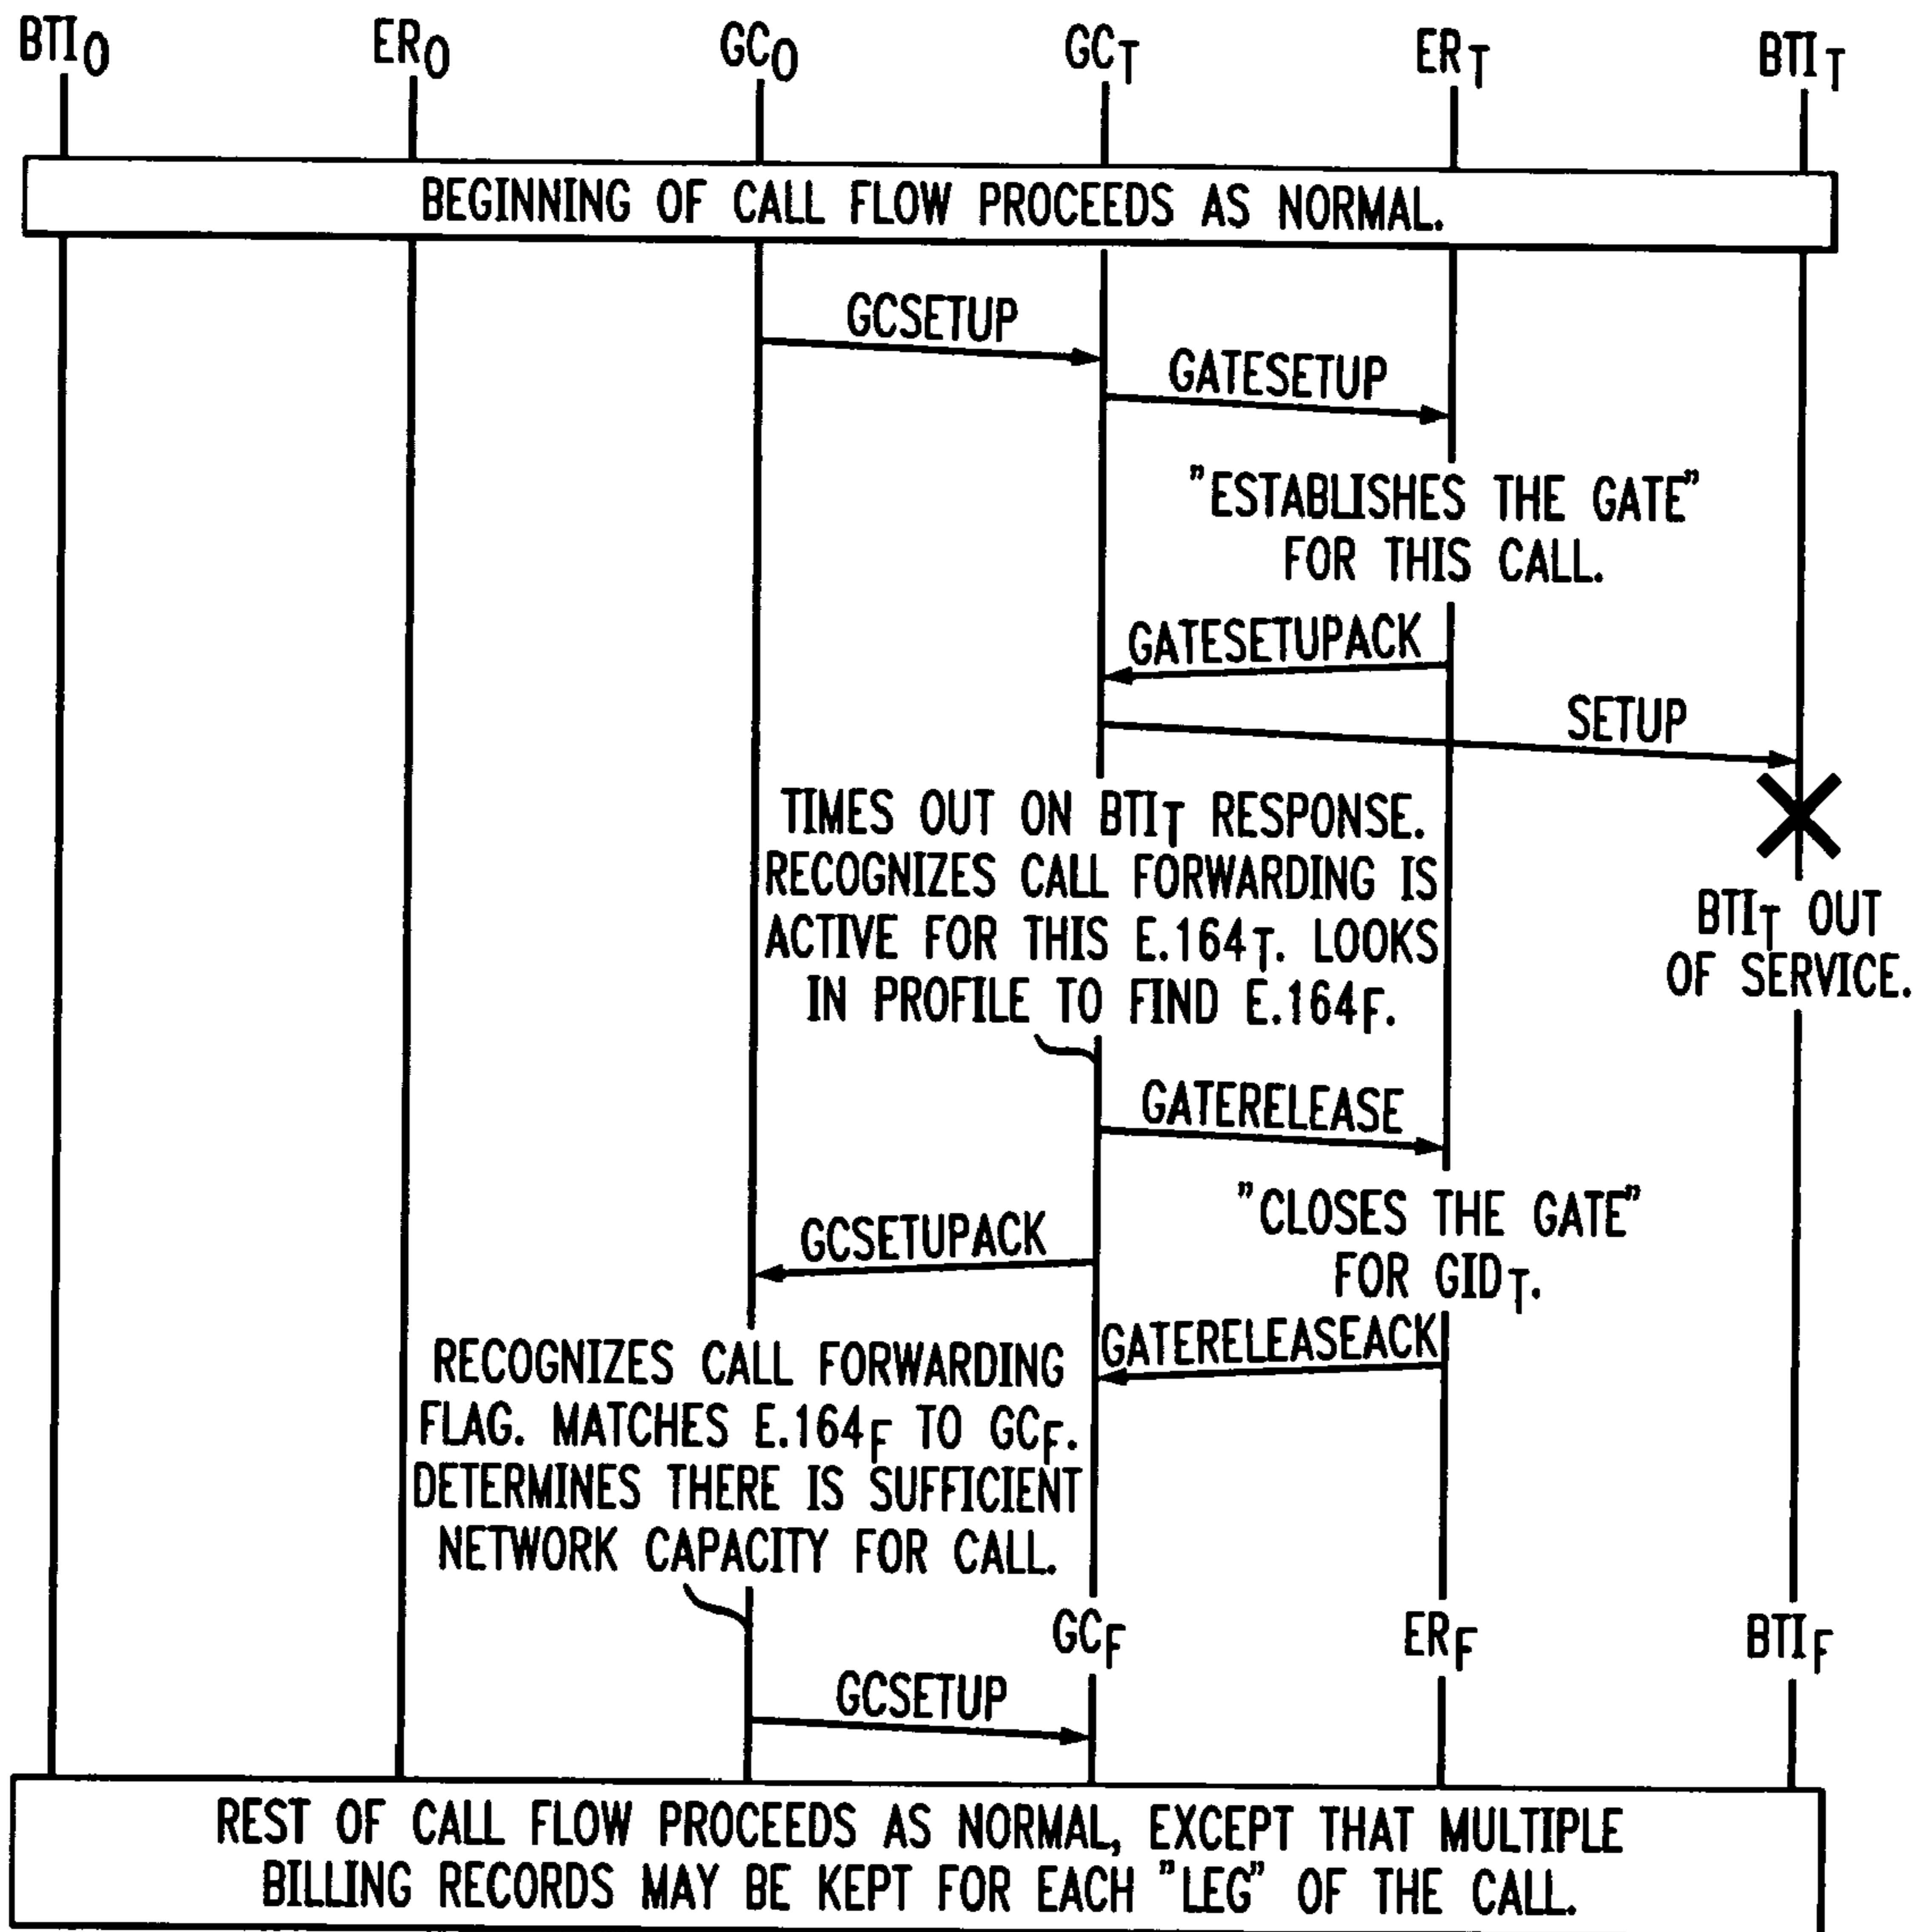 BTIO ERO GCO GCT ERT BTIT
BEGINNING OF CALL FLOW PROCEEDS AS NORMAL.
GCSETUP
GATESETUP
"ESTABLISHES THE GATE"
FOR THIS CALL.
GATESETUPACK
SETUP
TIMES OUT ON BTIT RESPONSE.
RECOGNIZES CALL FORWARDING IS
ACTIVE FOR THIS E.164T. LOOKS
IN PROFILE TO FIND E.164F.
BTIT OUT
OF SERVICE.
GATERELEASE
"CLOSES THE GATE"
FOR GIDT.
GCSETUPACK
GATERELEASEACK
RECOGNIZES CALL FORWARDING
FLAG. MATCHES E.164F TO GCF.
DETERMINES THERE IS SUFFICIENT
NETWORK CAPACITY FOR CALL.
GCF ERF BTIF
GCSETUP
REST OF CALL FLOW PROCEEDS AS NORMAL, EXCEPT THAT MULTIPLE
BILLING RECORDS MAY BE KEPT FOR EACH "LEG" OF THE CALL.